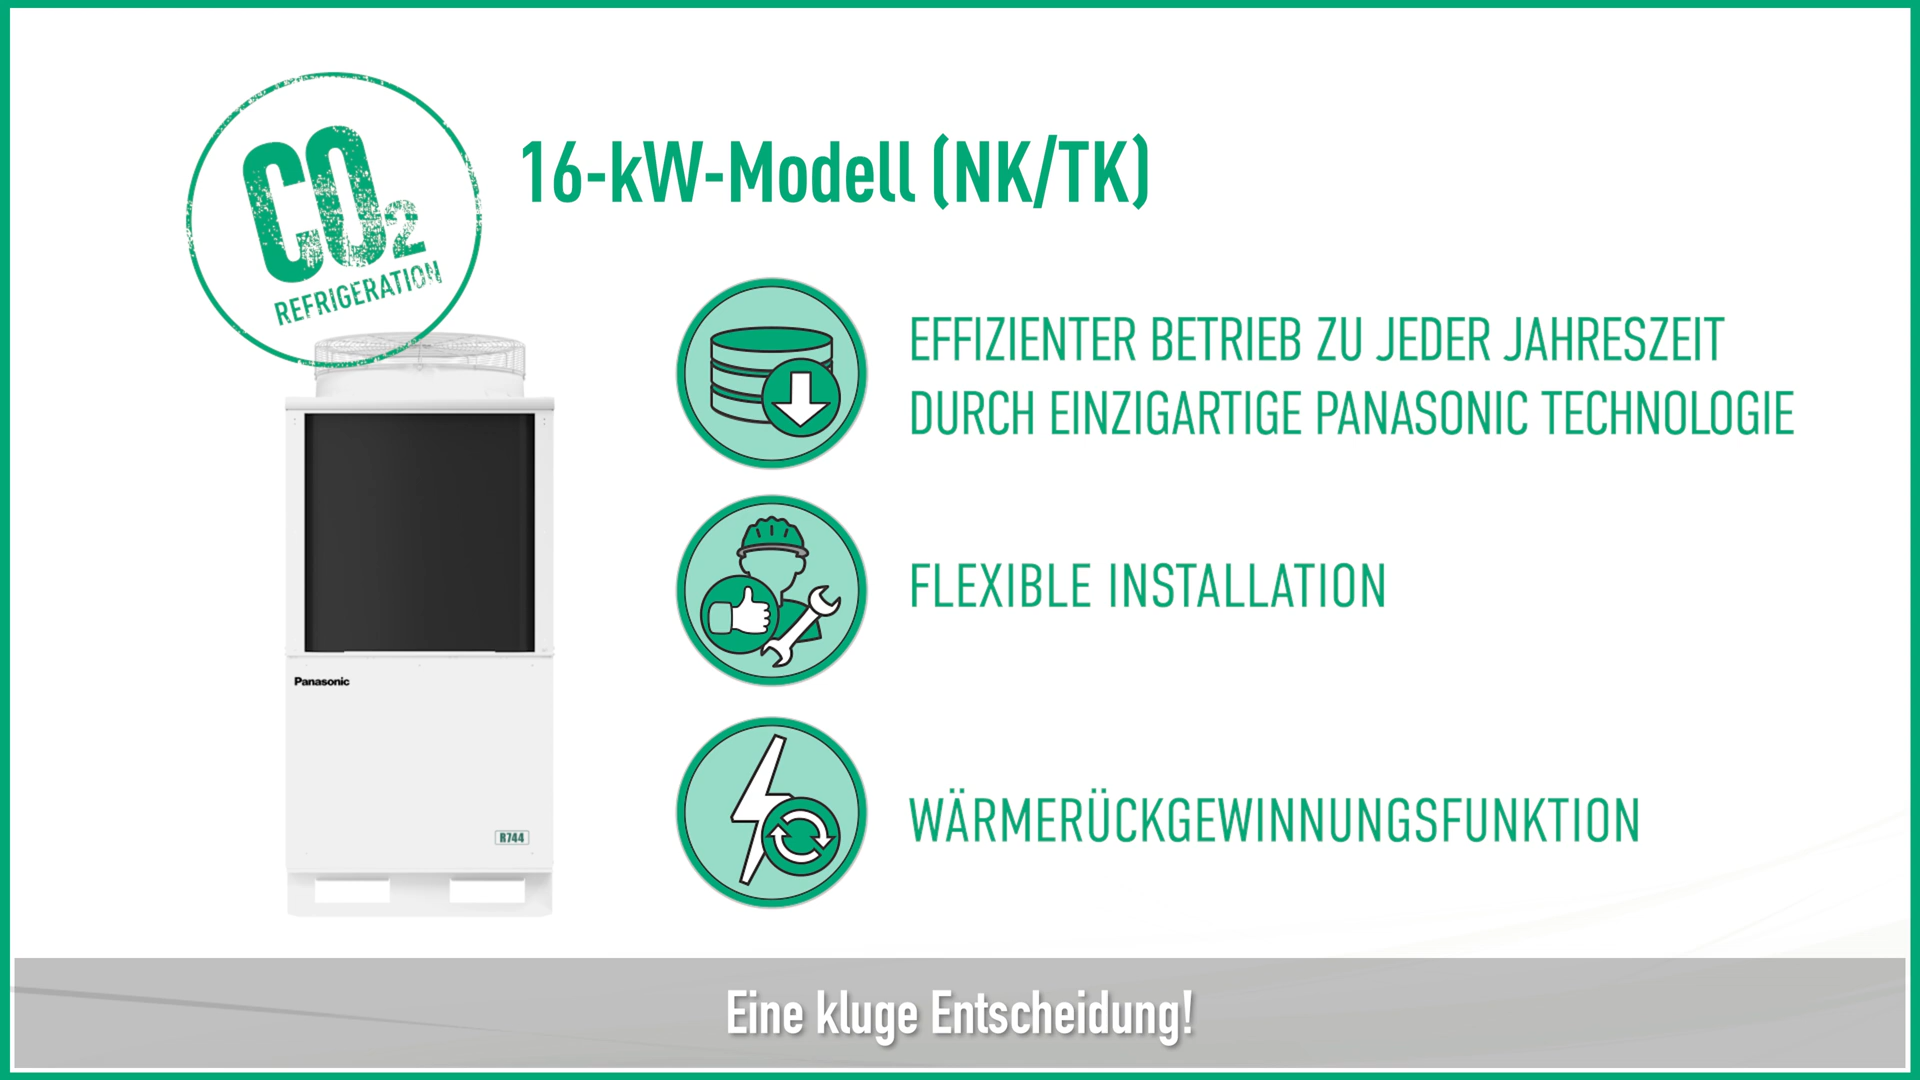 CO2
REFRIGERATION
16-kW-Modell (NK/TK)
EFFIZIENTER BETRIEB ZU JEDER JAHRESZEIT
DURCH EINZIGARTIGE PANASONIC TECHNOLOGIE
FLEXIBLE INSTALLATION
Panasonic
WÄRMERÜCKGEWINNUNGSFUNKTION
R744
Eine kluge Entscheidung!